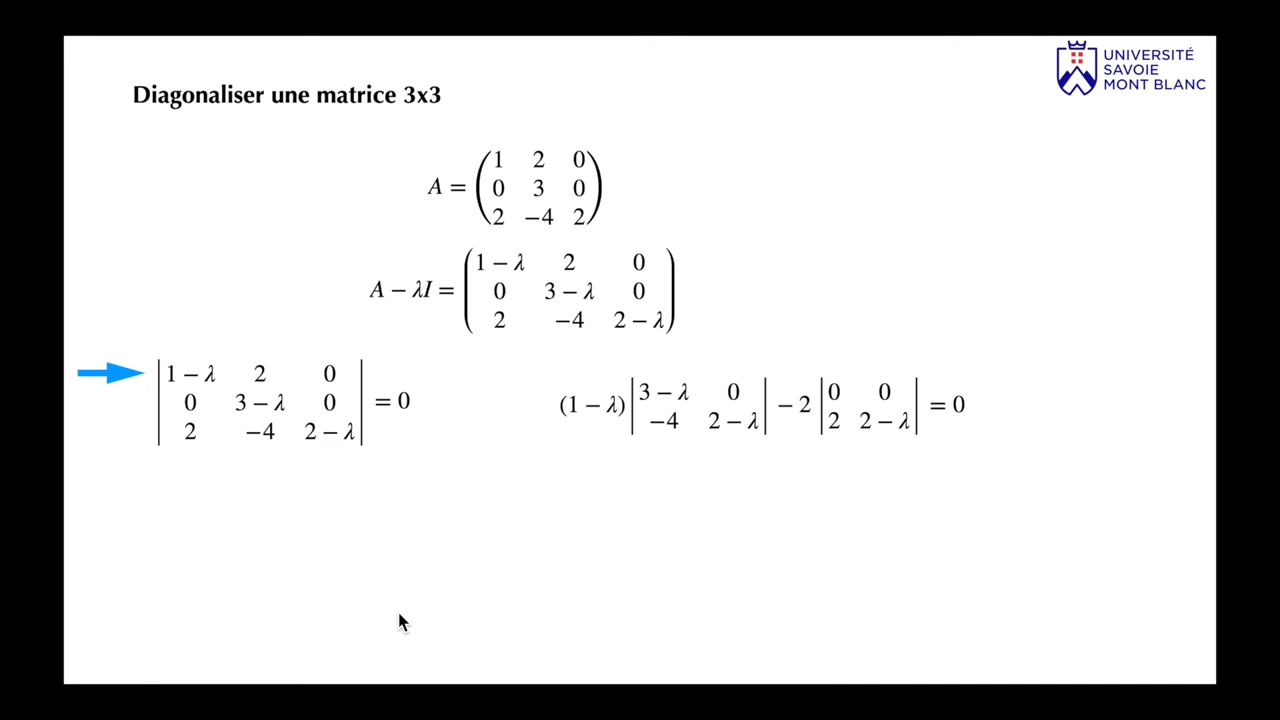 UNIVERSITÉ
SAVOIE
MONT BLANC
Diagonaliser une matrice 3x3
A = (1 2 0
0 3 0
2 −4 2)
A − λI = (1 − λ 2 0
0 3 − λ 0
2 −4 2 − λ)
|1 − λ 2 0
0 3 − λ 0
2 −4 2 − λ| = 0
(1 − λ) |3 − λ 0
−4 2 − λ| − 2 |0 0
2 2 − λ| = 0